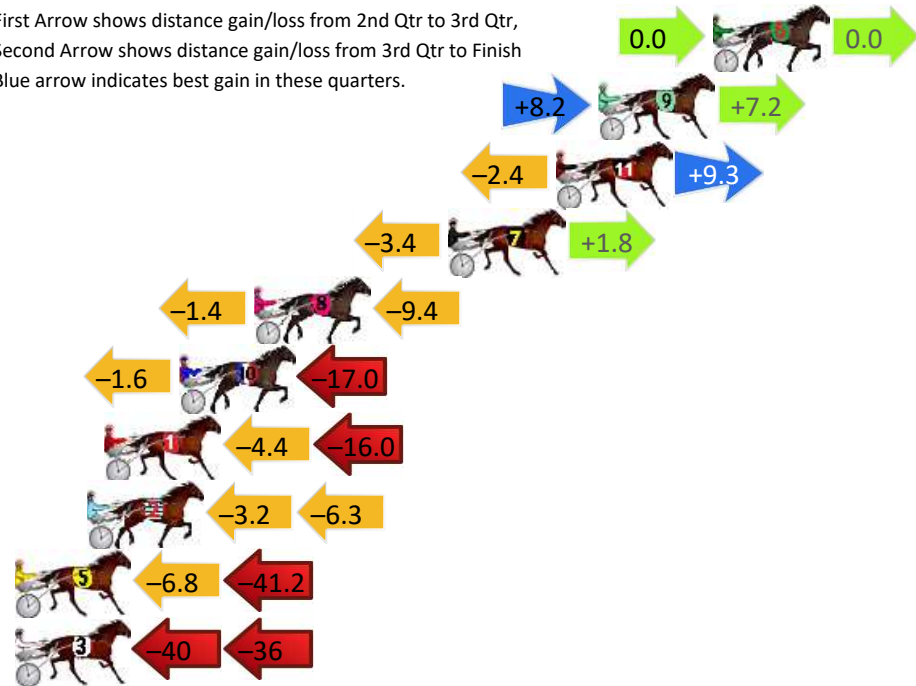 First Arrow shows distance gain/loss from 2nd Qtr to 3rd Qtr,
Second Arrow shows distance gain/loss from 3rd Qtr to Finish
Blue arrow indicates best gain in these quarters.
0.0 0.0
+8.2 9 +7.2
–2.4 11 +9.3
–3.4 7 +1.8
–1.4 8 –9.4
–1.6 10 –17.0
1 –4.4 –16.0
2 –3.2 –6.3
5 –6.8 –41.2
3 –40 –36